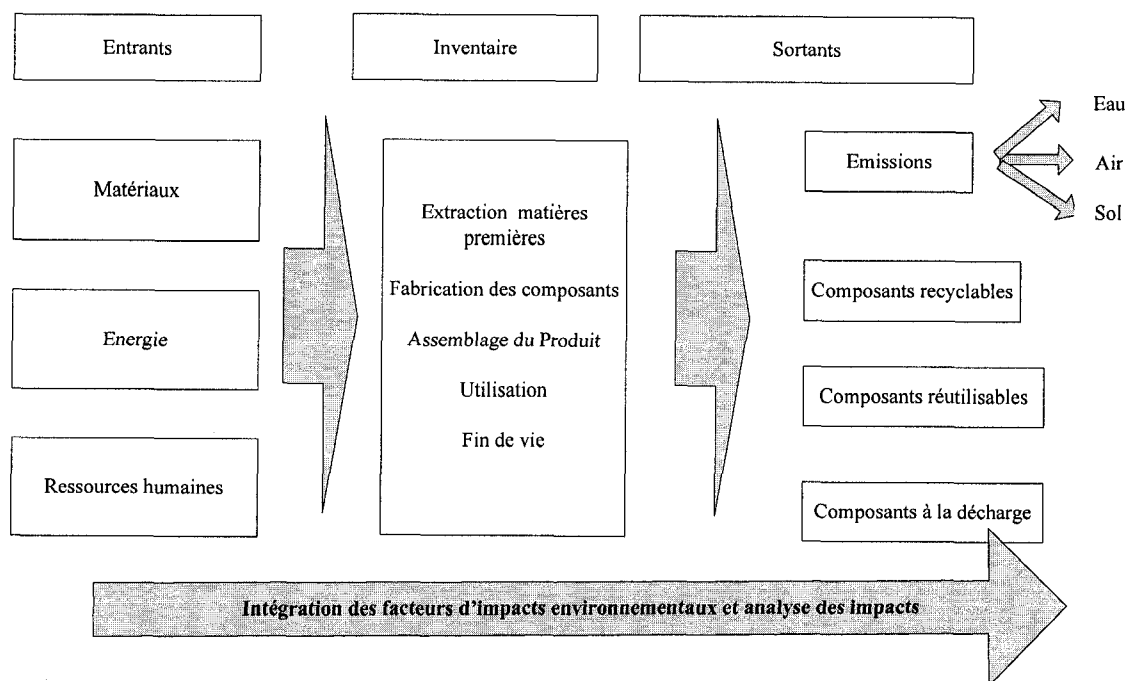 Entrants
Inventaire
Sortants
Matériaux
Energie
Ressources humaines
Extraction matières
premières
Fabrication des composants
Assemblage du Produit
Utilisation
Fin de vie
Emissions
Eau
Air
Sol
Composants recyclables
Composants réutilisables
Composants à la décharge
Intégration des facteurs d'impacts environnementaux et analyse des impacts